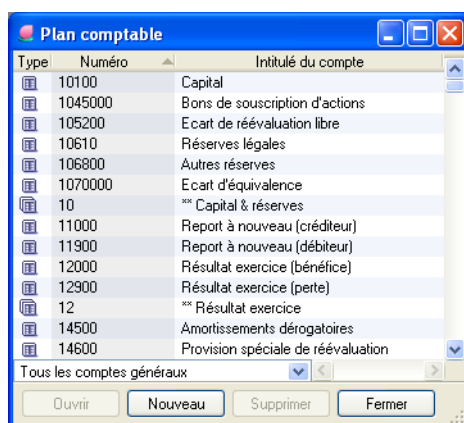 Plan comptable
Type Numéro Intitulé du compte
10100 Capital
1045000 Bons de souscription d'actions
105200 Ecart de réévaluation libre
10610 Réserves légales
106800 Autres réserves
1070000 Ecart d'équivalence
10 ** Capital & réserves
11000 Report à nouveau (créditeur)
11900 Report à nouveau (débiteur)
12000 Résultat exercice (bénéfice)
12900 Résultat exercice (perte)
12 ** Résultat exercice
14500 Amortissements dérogatoires
14600 Provision spéciale de réévaluation
Tous les comptes généraux
Ouvrir Nouveau Supprimer Fermer